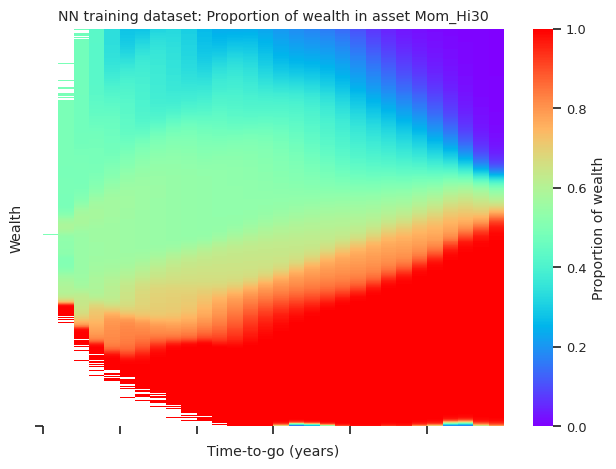 NN training dataset: Proportion of wealth in asset Mom_Hi30
1.0
0.8
0.6
0.4
0.2
0.0
Proportion of wealth
Wealth
Time-to-go (years)